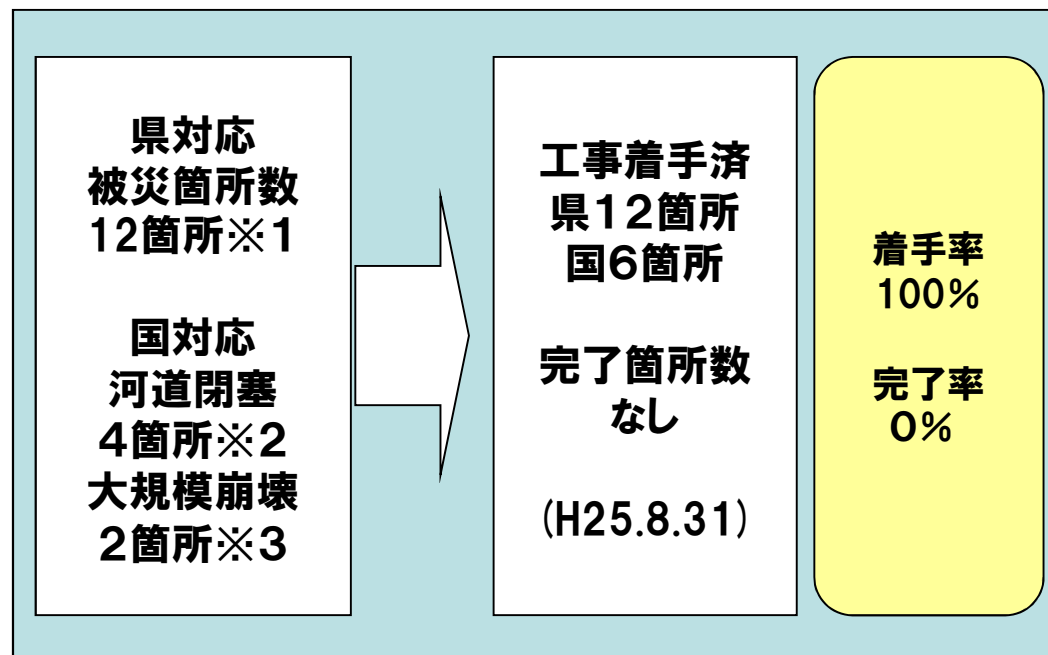 県対応
被災箇所数
12箇所※1
国対応
河道閉塞
4箇所※2
大規模崩壊
2箇所※3
工事着手済
県12箇所
国6箇所
完了箇所数
なし
(H25.8.31)
着手率
100%
完了率
0%